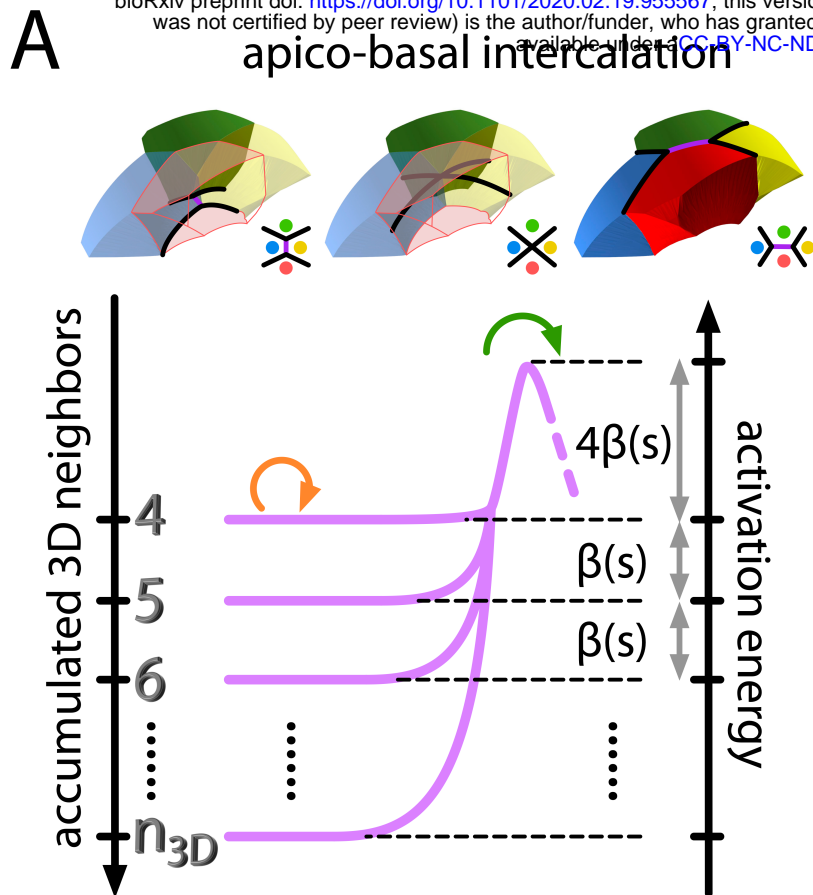 bioRxiv preprint doi: https://doi.org/10.1101/2020.02.19.955567; this versio
was not certified by peer review) is the author/funder, who has granted
available under aCC-BY-NC-ND
A
apico-basal intercalation
accumulated 3D neighbors
4
5
6
n3D
4β(s)
β(s)
β(s)
activation energy